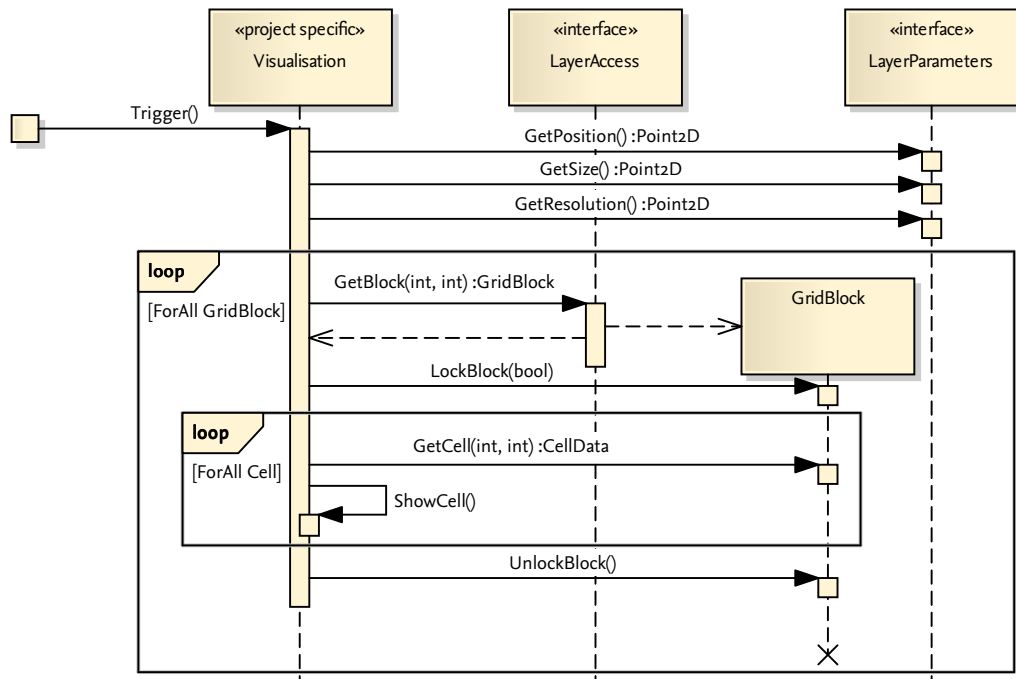 «project specific»
Visualisation
«interface»
LayerAccess
«interface»
LayerParameters
Trigger()
GetPosition() :Point2D
GetSize() :Point2D
GetResolution() :Point2D
loop
[ForAll GridBlock]
GetBlock(int, int) :GridBlock
GridBlock
LockBlock(bool)
loop
[ForAll Cell]
GetCell(int, int) :CellData
ShowCell()
UnlockBlock()